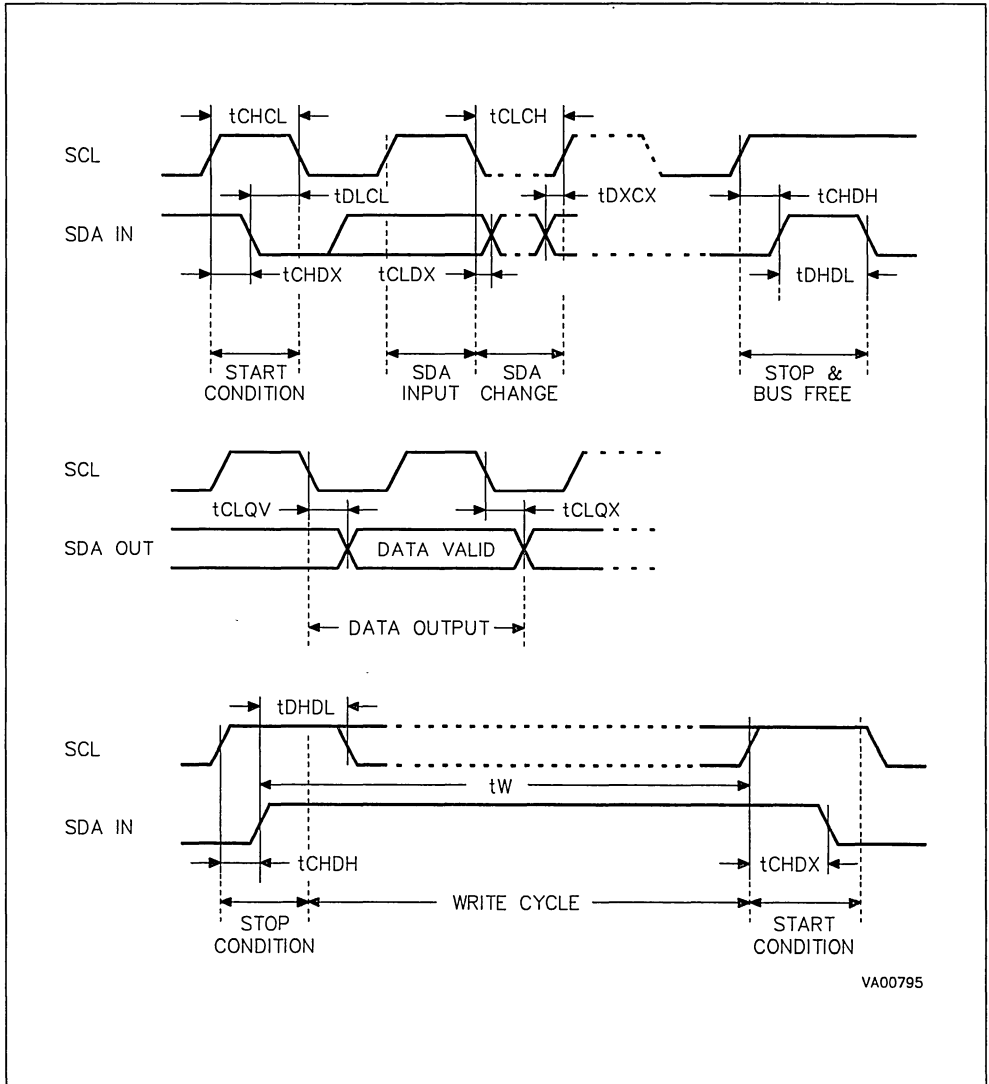 tCHCL
tCLCH
SCL
tDLCL
tDXCX
tCHDH
SDA IN
tCHDX
tCLDX
tDHDL
START
CONDITION
SDA
INPUT
SDA
CHANGE
STOP &
BUS FREE
SCL
tCLQV
tCLQX
SDA OUT
DATA VALID
DATA OUTPUT
tDHDL
SCL
tW
SDA IN
tCHDH
tCHDX
WRITE CYCLE
STOP
CONDITION
START
CONDITION
VA00795